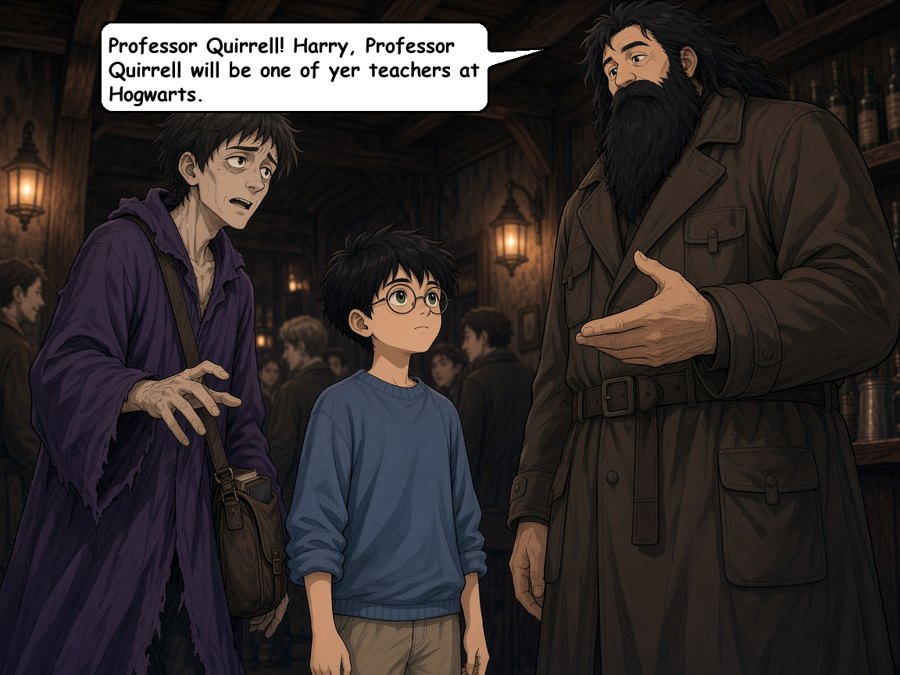 Professor Quirrell! Harry, Professor
Quirrell will be one of yer teachers at
Hogwarts.